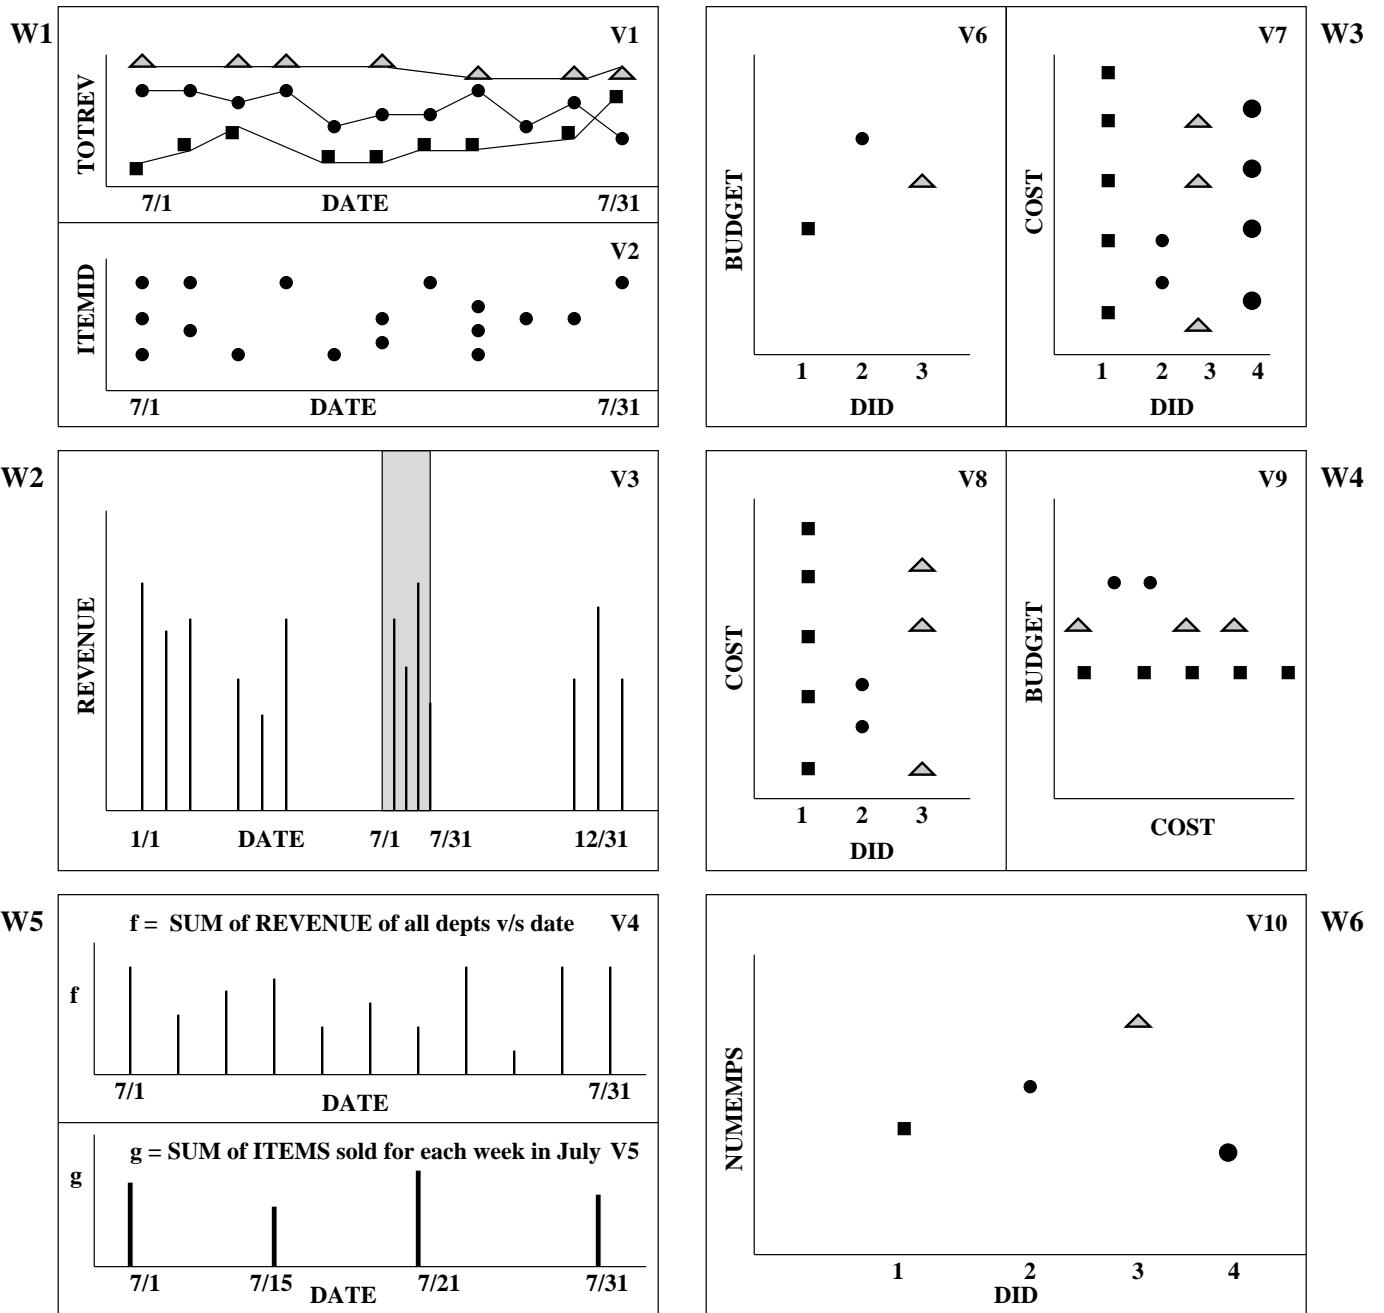 W1
V1
TOTREV
7/1 DATE 7/31
V2
ITEMID
7/1 DATE 7/31
V6
BUDGET
1 2 3
DID
V7
W3
COST
1 2 3 4
DID
W2
V3
REVENUE
1/1 DATE 7/1 7/31 12/31
V8
COST
1 2 3
DID
V9
W4
BUDGET
COST
W5
f = SUM of REVENUE of all depts v/s date V4
f
7/1 DATE 7/31
g = SUM of ITEMS sold for each week in July V5
g
7/1 7/15 DATE 7/21 7/31
V10
W6
NUMEMPS
1 2 3 4
DID